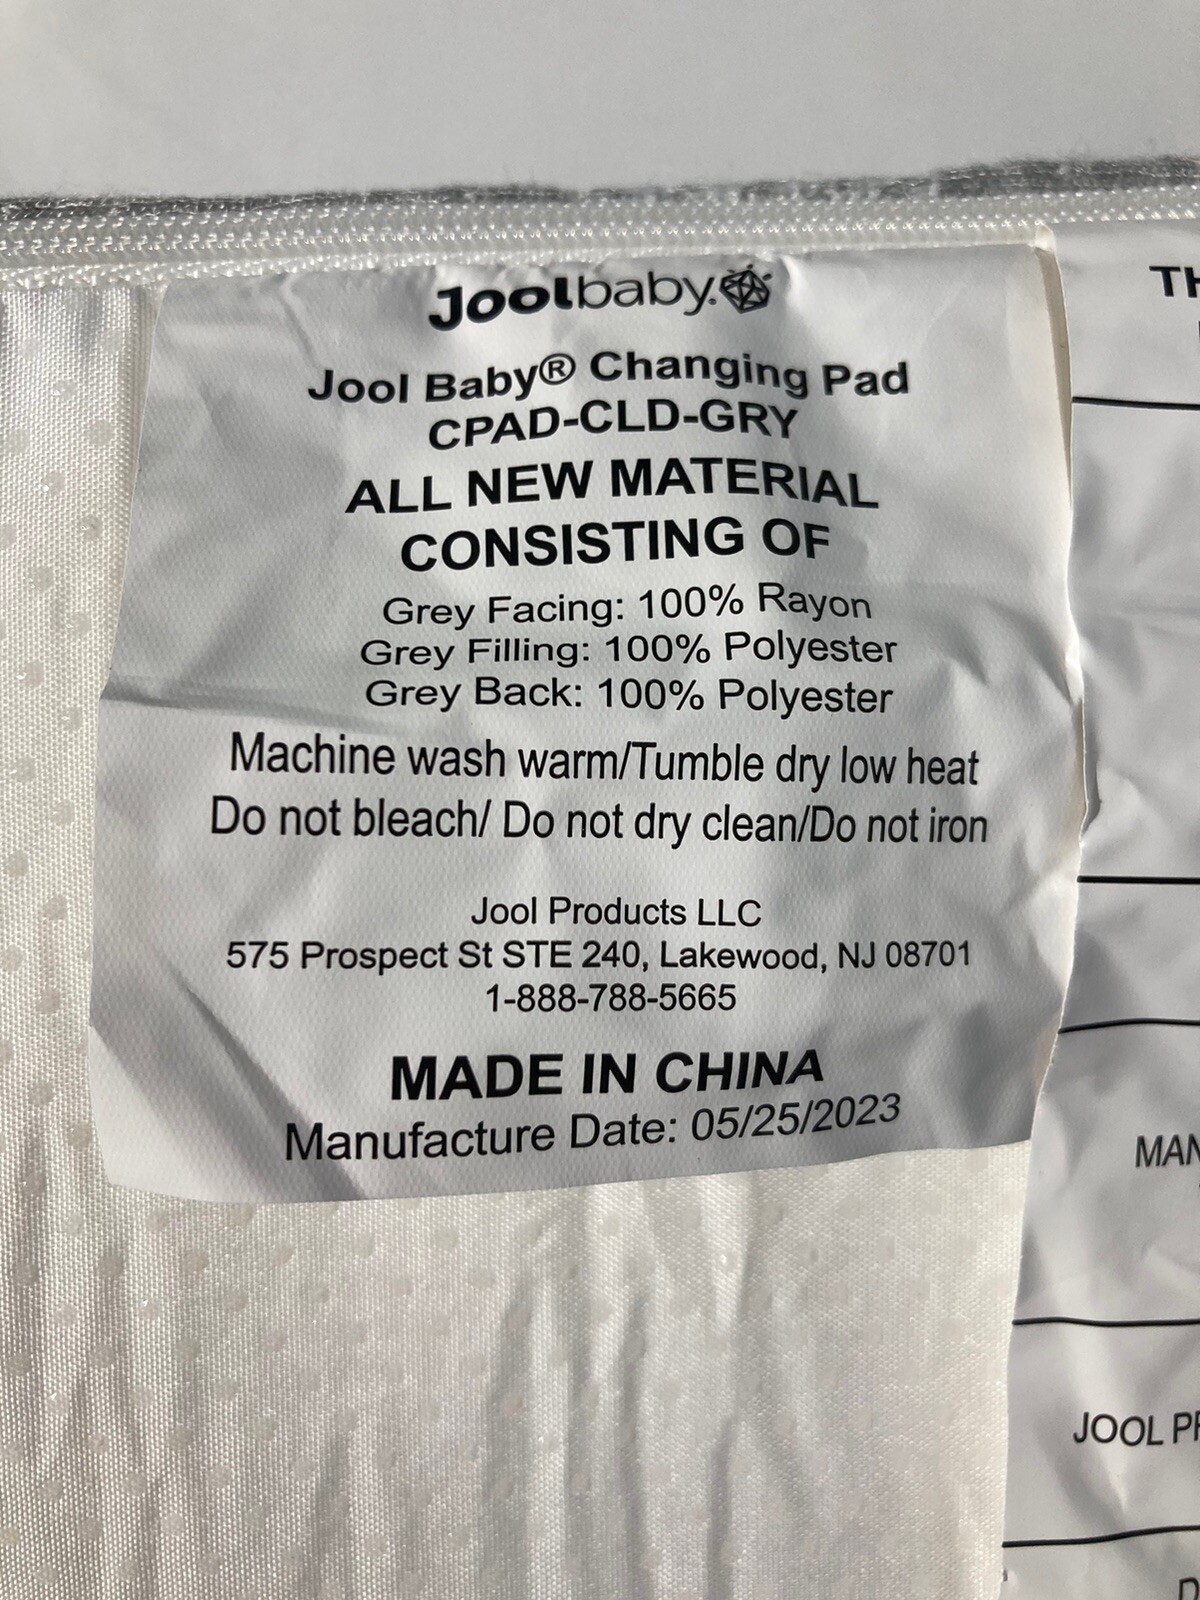 Joolbaby.
Jool Baby® Changing Pad
CPAD-CLD-GRY
ALL NEW MATERIAL
CONSISTING OF
Grey Facing: 100% Rayon
Grey Filling: 100% Polyester
Grey Back: 100% Polyester
Machine wash warm/Tumble dry low heat
Do not bleach/ Do not dry clean/Do not iron
Jool Products LLC
575 Prospect St STE 240, Lakewood, NJ 08701
1-888-788-5665
MADE IN CHINA
Manufacture Date: 05/25/2023
TH
MAN
JOOL PR
D